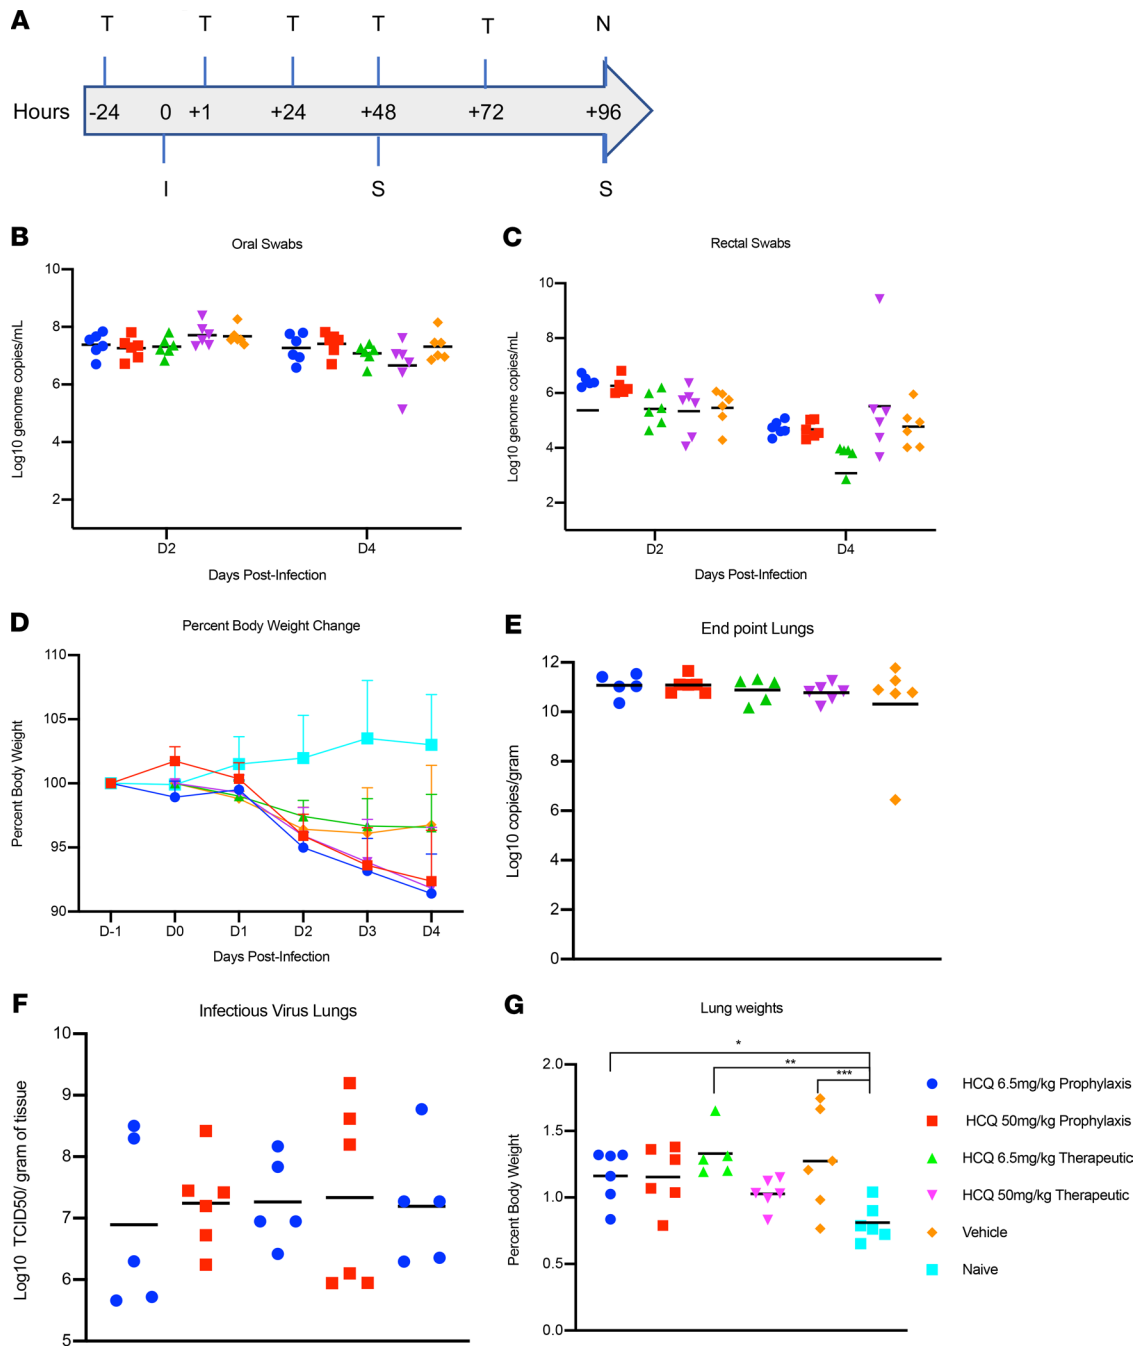 A
T T T T T N
Hours -24 0 +1 +24 +48 +72 +96
I S S
B
Oral Swabs
Log10 genome copies/mL
10
8
6
4
2
D2 D4
Days Post-Infection
C
Rectal Swabs
Log10 genome copies/mL
10
8
6
4
2
D2 D4
Days Post-Infection
D
Percent Body Weight Change
Percent Body Weight
110
105
100
95
90
D-1 D0 D1 D2 D3 D4
Days Post-Infection
E
End point Lungs
Log10 copies/gram
12
10
8
6
4
2
0
F
Infectious Virus Lungs
Log10 TCID50/ gram of tissue
10
9
8
7
6
5
G
Lung weights
Percent Body Weight
2.0
1.5
1.0
0.5
0.0
*
**
***
HCQ 6.5mg/kg Prophylaxis
HCQ 50mg/kg Prophylaxis
HCQ 6.5mg/kg Therapeutic
HCQ 50mg/kg Therapeutic
Vehicle
Naive